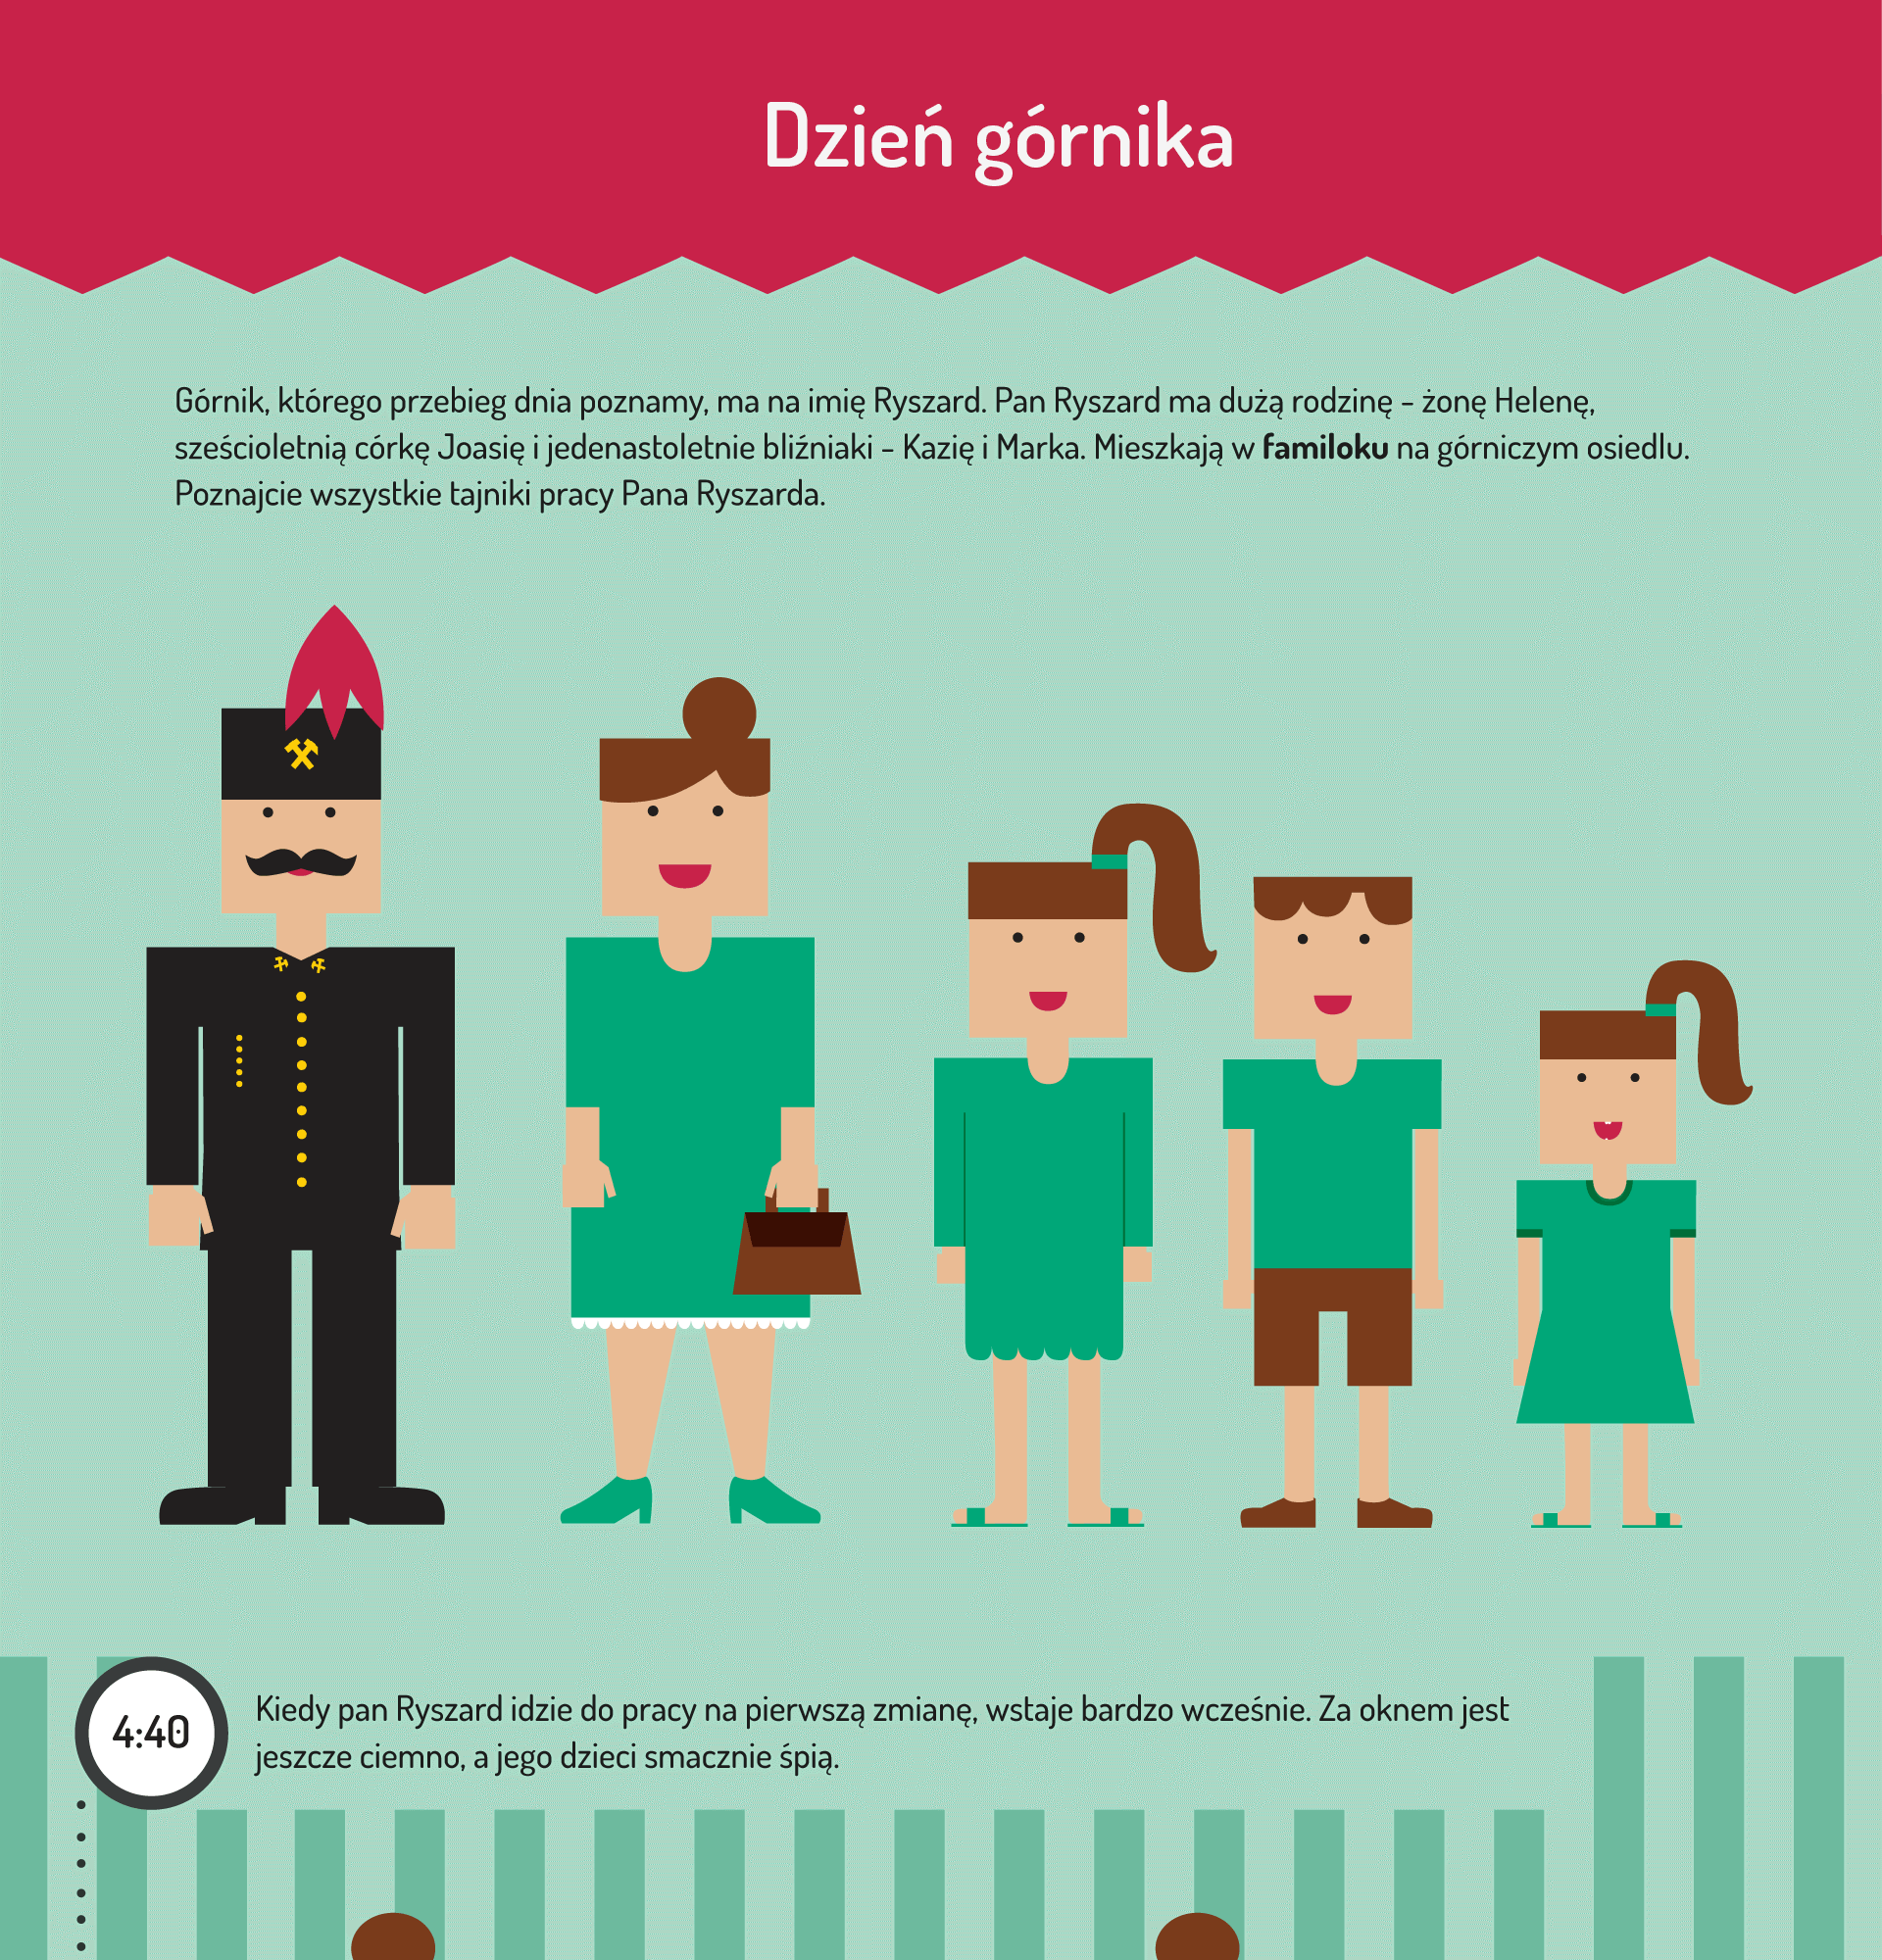 Dzień górnika
Górnik, którego przebieg dnia poznamy, ma na imię Ryszard. Pan Ryszard ma dużą rodzinę - żonę Helenę,
sześcioletnią córkę Joasię i jedenastoletnie bliźniaki - Kazię i Marka. Mieszkają w familoku na górniczym osiedlu.
Poznajcie wszystkie tajniki pracy Pana Ryszarda.
4:40
Kiedy pan Ryszard idzie do pracy na pierwszą zmianę, wstaje bardzo wcześnie. Za oknem jest
jeszcze ciemno, a jego dzieci smacznie śpią.